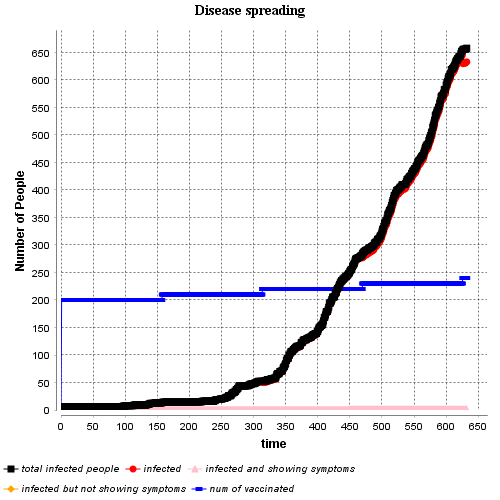 Disease spreading
Number of People
650
600
550
500
450
400
350
300
250
200
150
100
50
0
0 50 100 150 200 250 300 350 400 450 500 550 600 650
time
total infected people infected infected and showing symptoms
infected but not showing symptoms num of vaccinated